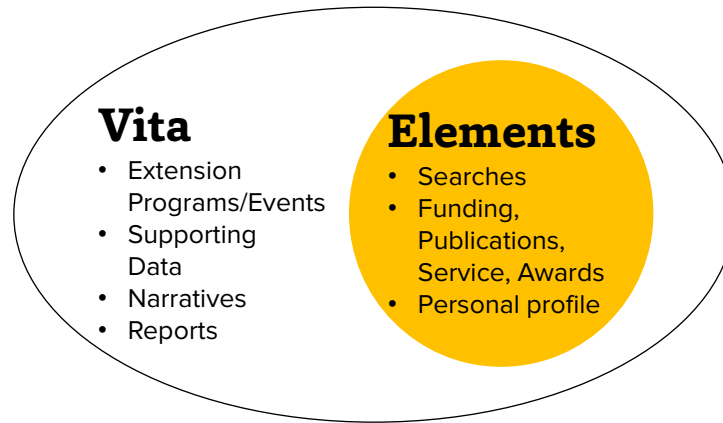 Vita
• Extension
Programs/Events
• Supporting
Data
• Narratives
• Reports
Elements
• Searches
• Funding,
Publications,
Service, Awards
• Personal profile